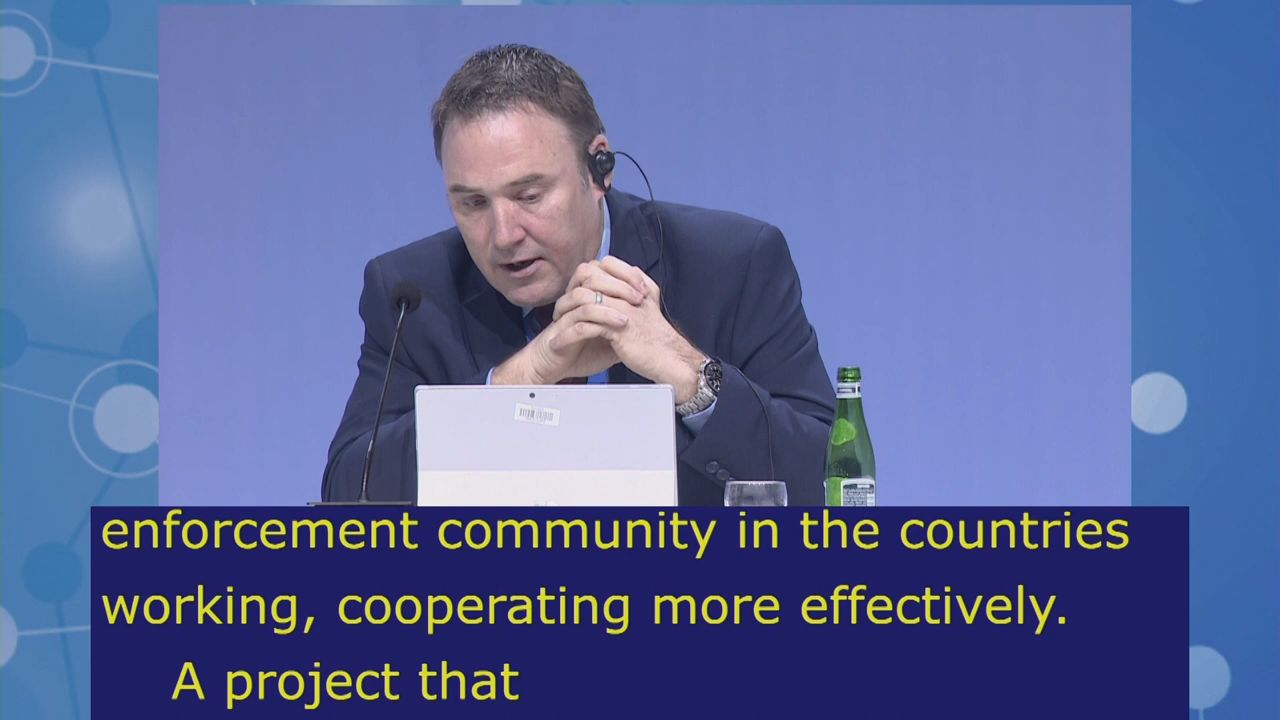 enforcement community in the countries
working, cooperating more effectively.
A project that